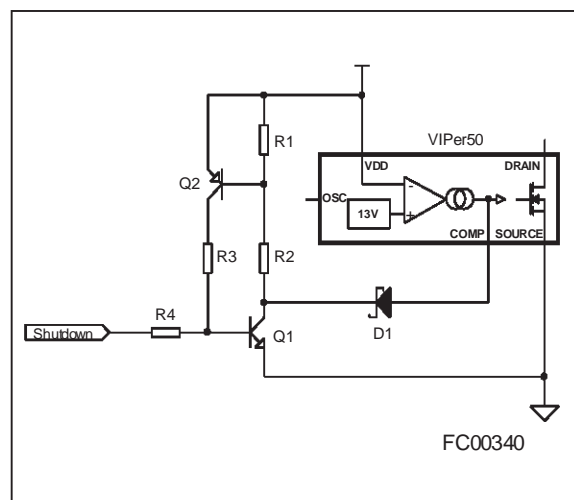 VIPer50
R1
VDD
DRAIN
Q2
OSC
-
13V
+
COMP SOURCE
R3
R2
D1
R4
Shutdown
Q1
FC00340